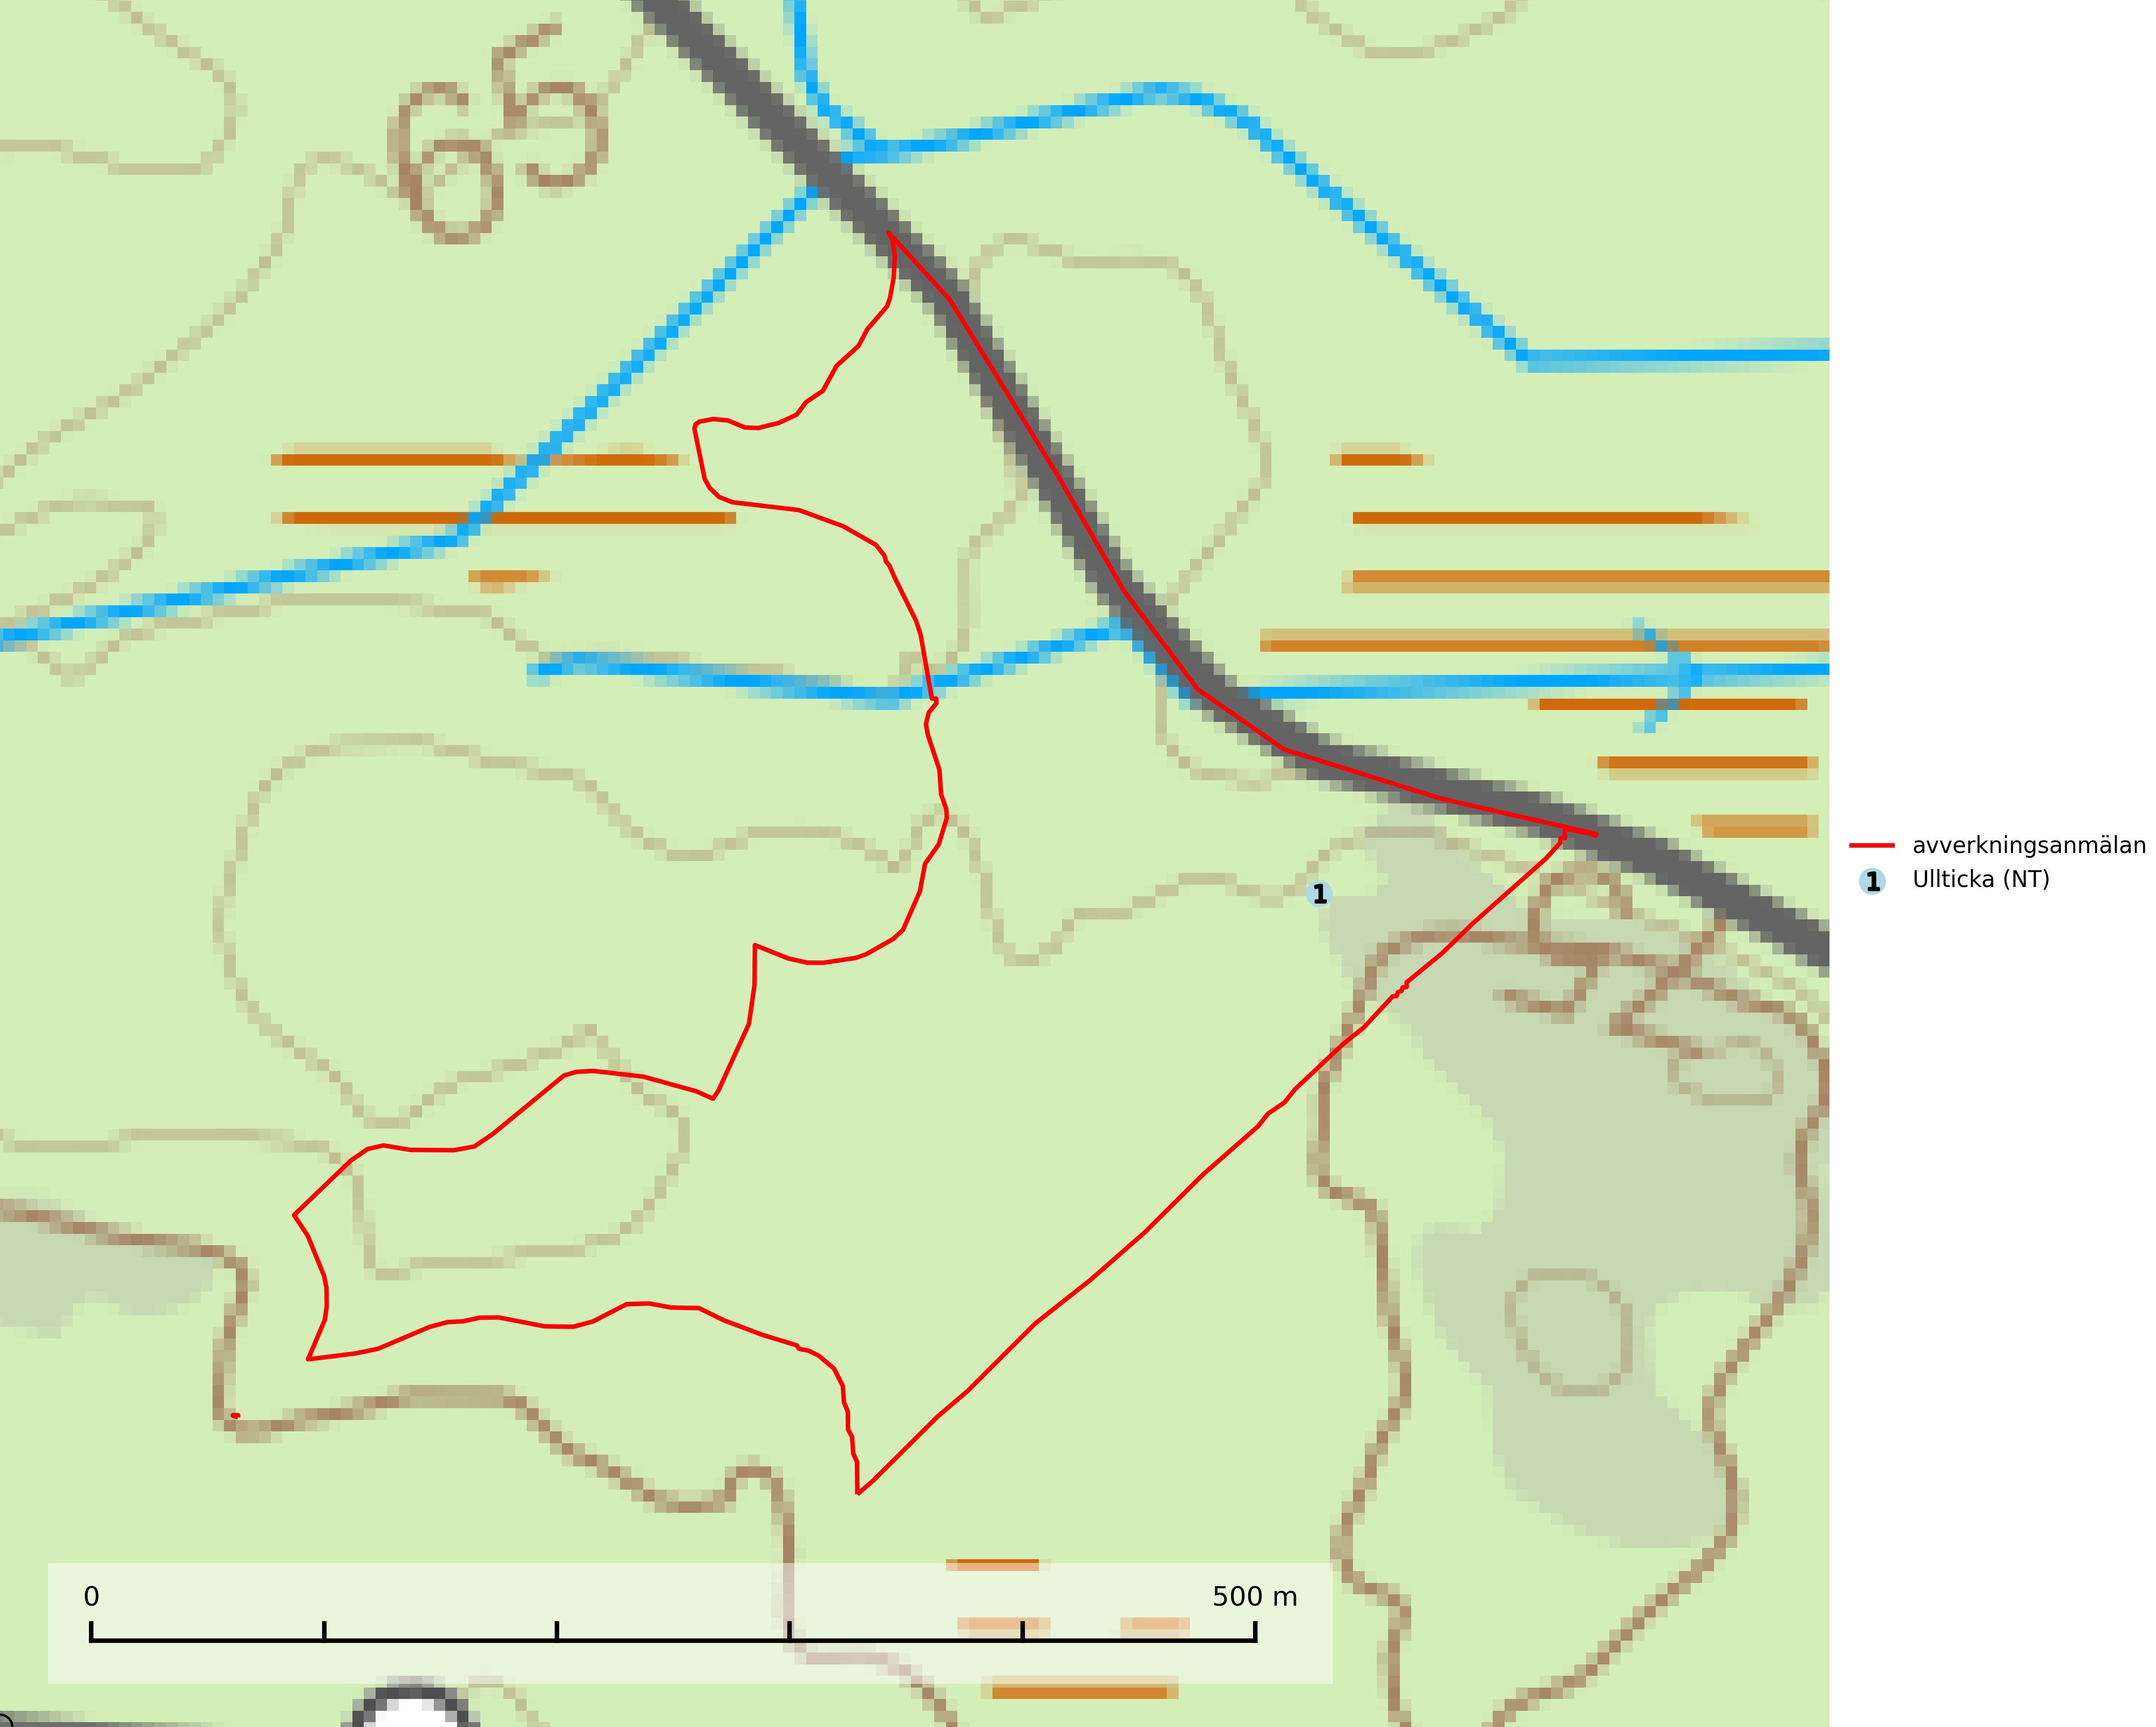 65
avverkningsanmälan
1
1 Ullticka (NT)
0 500 m